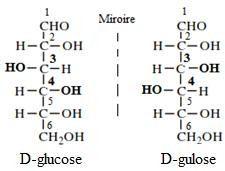 1 Miroire 1
CHO CHO
2 2
H–C–OH H–C–OH
3 3
HO–C–H H–C–OH
4 4
H–C–OH HO–C–H
5 5
H–C–OH H–C–OH
6 6
CH₂OH CH₂OH
D-glucose D-gulose